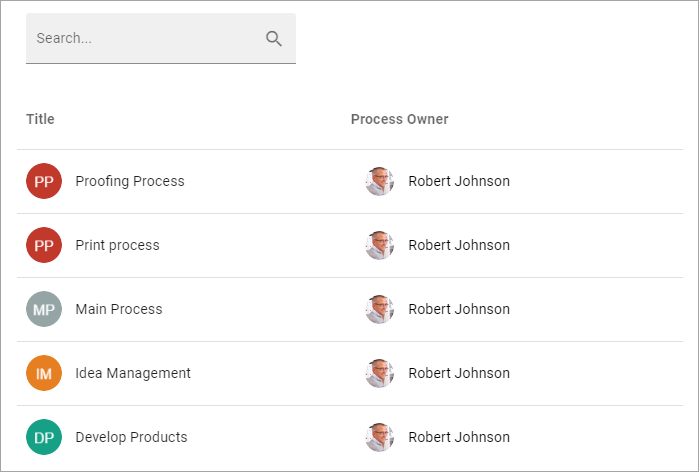 Search...
Title Process Owner
PP Proofing Process Robert Johnson
PP Print process Robert Johnson
MP Main Process Robert Johnson
IM Idea Management Robert Johnson
DP Develop Products Robert Johnson